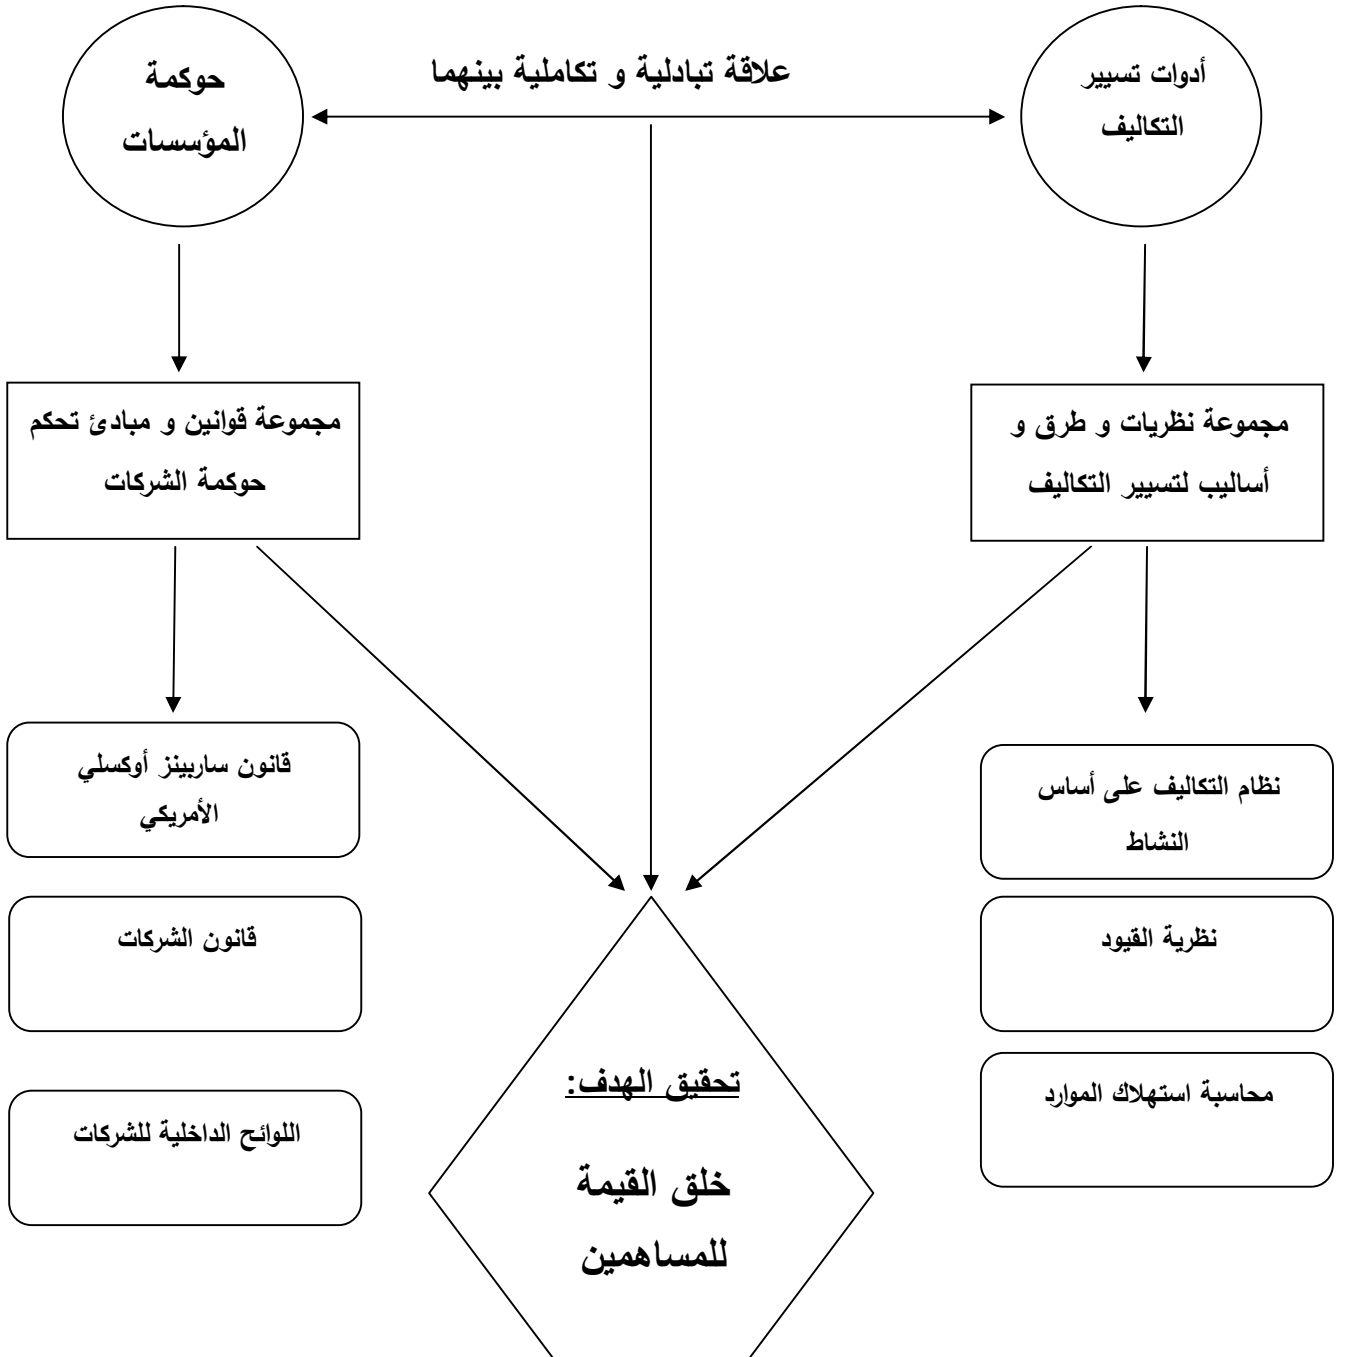 أدوات تسيير
التكاليف
علاقة تبادلية و تكاملية بينهما
حوكمة
المؤسسات
مجموعة نظريات و طرق و
أساليب لتسيير التكاليف
مجموعة قوانين و مبادئ تحكم
حوكمة الشركات
نظام التكاليف على أساس
النشاط
نظرية القيود
محاسبة استهلاك الموارد
قانون ساربينز أوكسلي
الأمريكي
قانون الشركات
اللوائح الداخلية للشركات
تحقيق الهدف:
خلق القيمة
للمساهمين